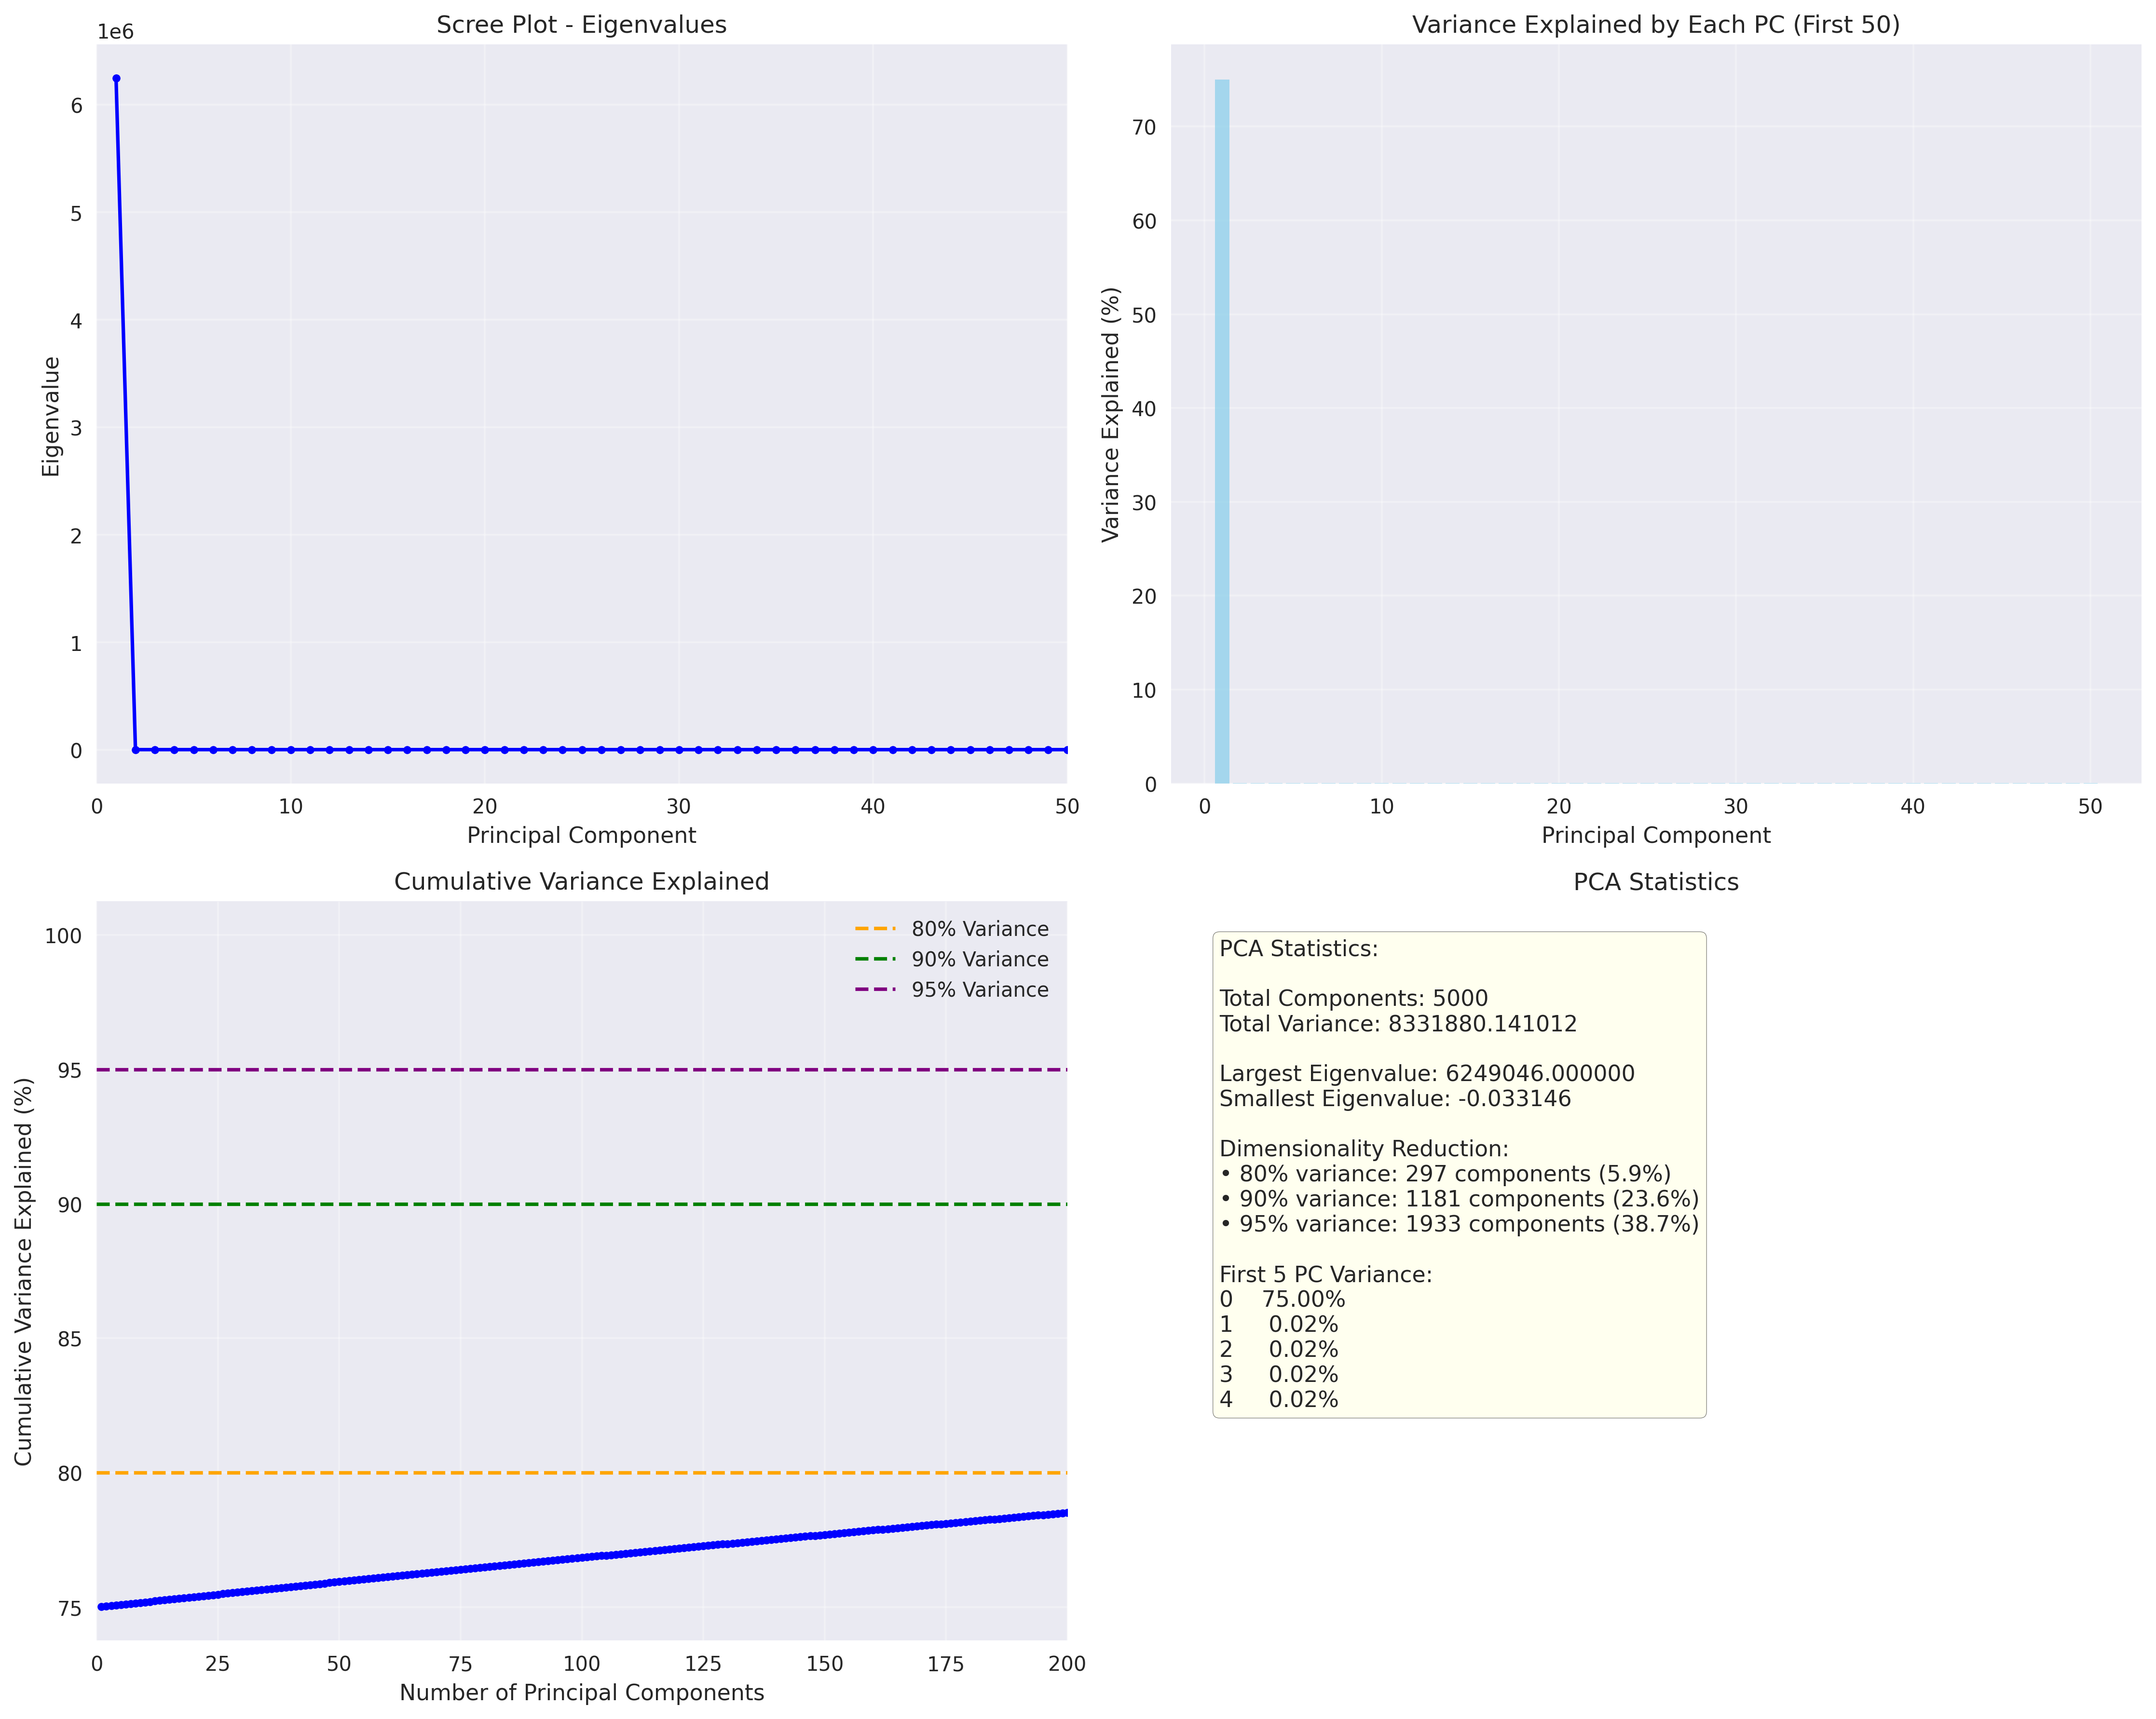 Scree Plot - Eigenvalues
1e6
6
5
4
3
2
1
0
Eigenvalue
0 10 20 30 40 50
Principal Component
Variance Explained by Each PC (First 50)
70
60
50
40
30
20
10
0
Variance Explained (%)
0 10 20 30 40 50
Principal Component
Cumulative Variance Explained
80% Variance
90% Variance
95% Variance
100
95
90
85
80
75
Cumulative Variance Explained (%)
0 25 50 75 100 125 150 175 200
Number of Principal Components
PCA Statistics
PCA Statistics:
Total Components: 5000
Total Variance: 8331880.141012
Largest Eigenvalue: 6249046.000000
Smallest Eigenvalue: -0.033146
Dimensionality Reduction:
• 80% variance: 297 components (5.9%)
• 90% variance: 1181 components (23.6%)
• 95% variance: 1933 components (38.7%)
First 5 PC Variance:
0 75.00%
1 0.02%
2 0.02%
3 0.02%
4 0.02%